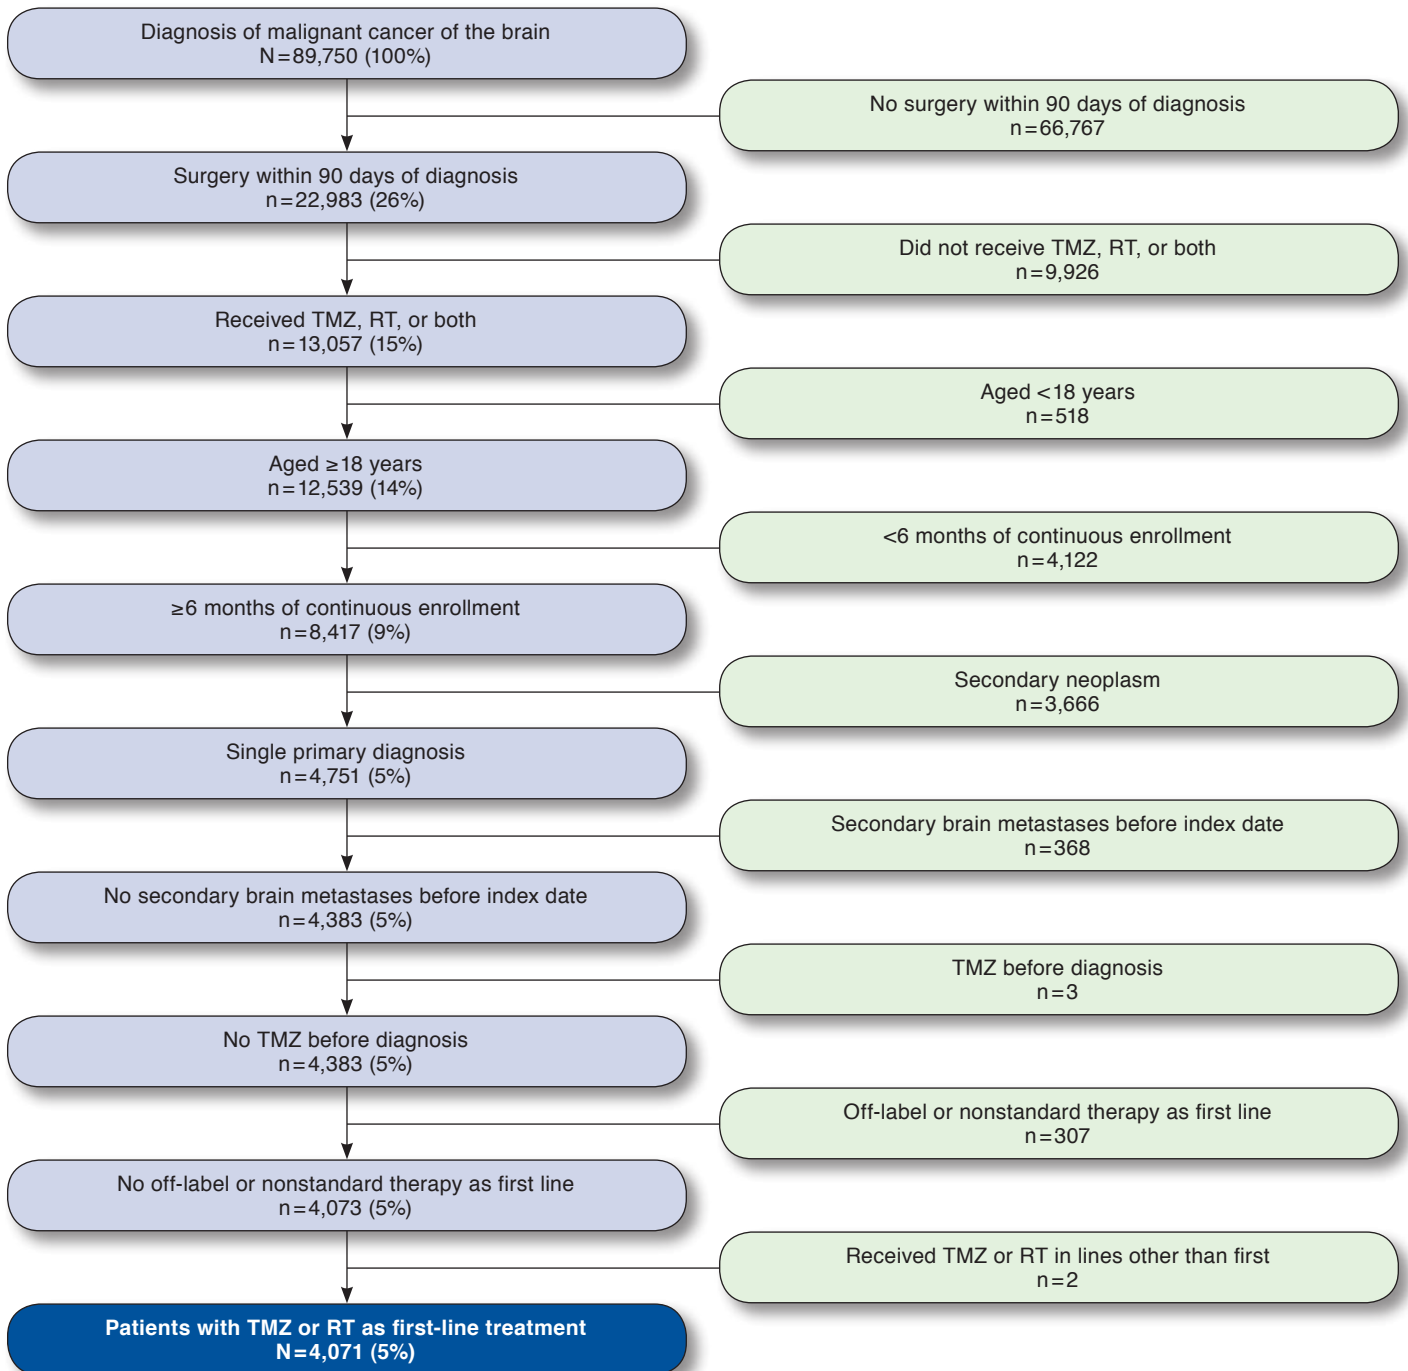 Diagnosis of malignant cancer of the brain
N=89,750 (100%)
No surgery within 90 days of diagnosis
n=66,767
Surgery within 90 days of diagnosis
n=22,983 (26%)
Did not receive TMZ, RT, or both
n=9,926
Received TMZ, RT, or both
n=13,057 (15%)
Aged <18 years
n=518
Aged ≥18 years
n=12,539 (14%)
<6 months of continuous enrollment
n=4,122
≥6 months of continuous enrollment
n=8,417 (9%)
Secondary neoplasm
n=3,666
Single primary diagnosis
n=4,751 (5%)
Secondary brain metastases before index date
n=368
No secondary brain metastases before index date
n=4,383 (5%)
TMZ before diagnosis
n=3
No TMZ before diagnosis
n=4,383 (5%)
Off-label or nonstandard therapy as first line
n=307
No off-label or nonstandard therapy as first line
n=4,073 (5%)
Received TMZ or RT in lines other than first
n=2
Patients with TMZ or RT as first-line treatment
N=4,071 (5%)